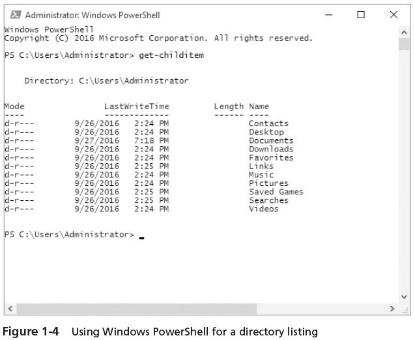 Administrator: Windows PowerShell
Windows PowerShell
Copyright (C) 2016 Microsoft Corporation. All rights reserved.
PS C:\Users\Administrator> get-childitem
Directory: C:\Users\Administrator
Mode LastWriteTime Length Name
---- ------------- ------ ----
d-r--- 9/26/2016 2:24 PM Contacts
d-r--- 9/26/2016 2:24 PM Desktop
d-r--- 9/27/2016 7:18 PM Documents
d-r--- 9/26/2016 2:24 PM Downloads
d-r--- 9/26/2016 2:24 PM Favorites
d-r--- 9/26/2016 2:25 PM Links
d-r--- 9/26/2016 2:24 PM Music
d-r--- 9/26/2016 2:24 PM Pictures
d-r--- 9/26/2016 2:25 PM Saved Games
d-r--- 9/26/2016 2:25 PM Searches
d-r--- 9/26/2016 2:24 PM Videos
PS C:\Users\Administrator> _
Figure 1-4 Using Windows PowerShell for a directory listing